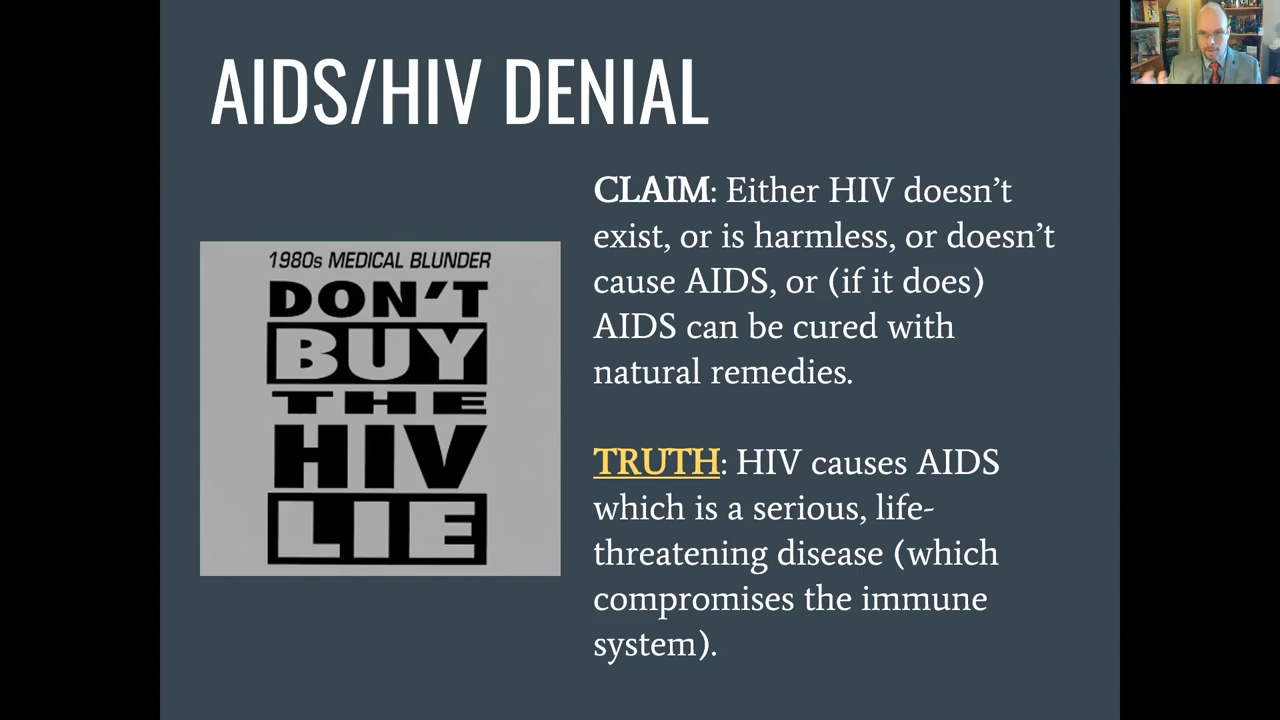 AIDS/HIV DENIAL
1980s MEDICAL BLUNDER
DON'T
BUY
THE
HIV
LIE
CLAIM: Either HIV doesn’t
exist, or is harmless, or doesn’t
cause AIDS, or (if it does)
AIDS can be cured with
natural remedies.
TRUTH: HIV causes AIDS
which is a serious, life-
threatening disease (which
compromises the immune
system).